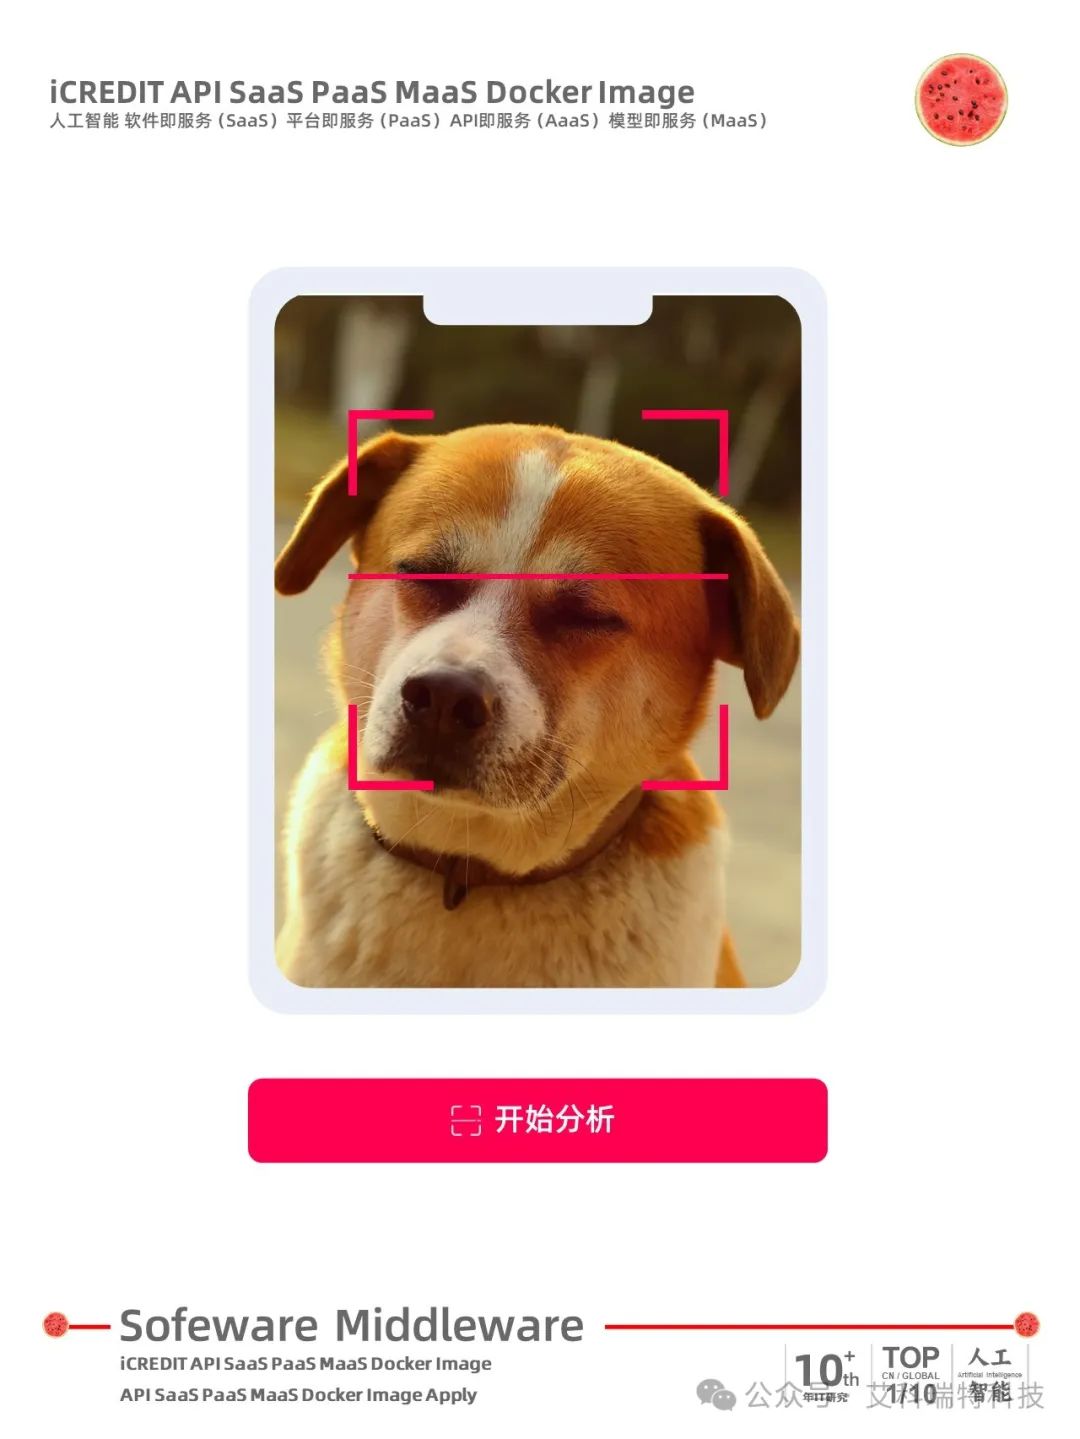 iCREDIT API SaaS PaaS MaaS Docker Image
人工智能 软件即服务 (SaaS) 平台即服务 (PaaS) API即服务 (AaaS) 模型即服务 (MaaS)
开始分析
Sofeware Middleware
iCREDIT API SaaS PaaS MaaS Docker Image
API SaaS PaaS MaaS Docker Image Apply
10+th
年IT研究
TOP
CN / GLOBAL
1/10
人工
Artificial Intelligence
智能
公众号 · 艾科瑞特科技